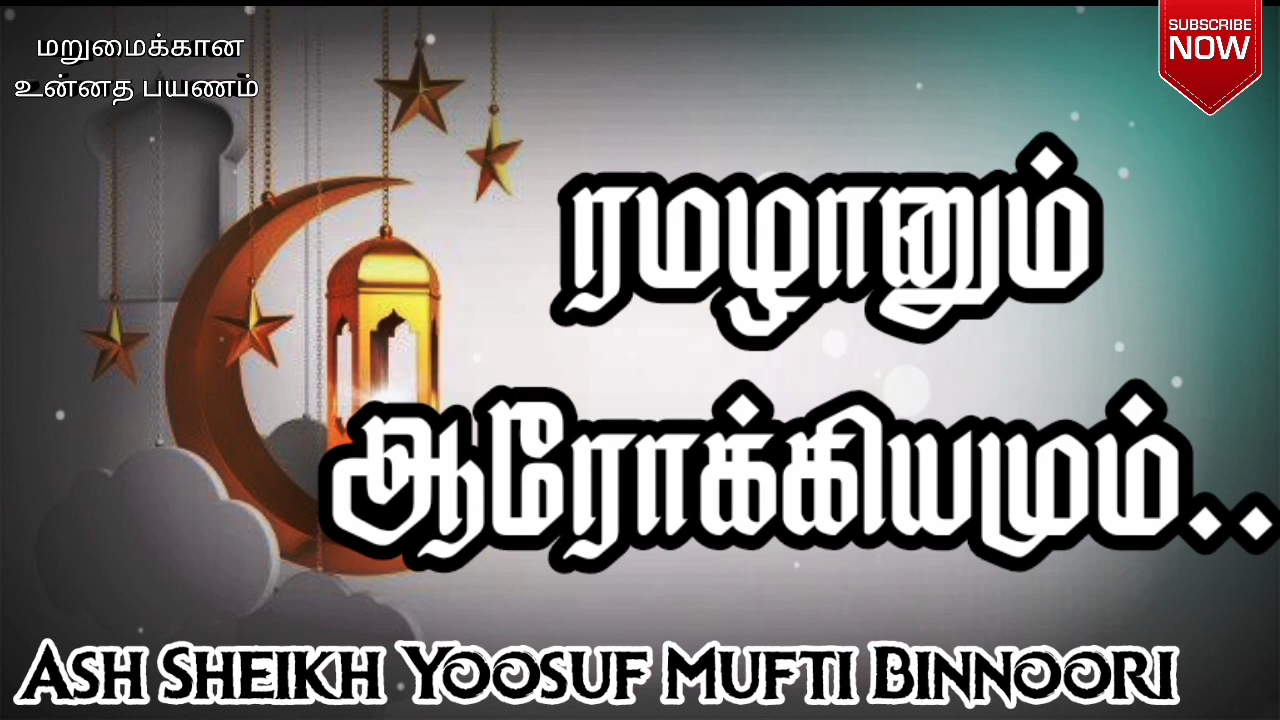 மறுமைக்கான
உன்னத பயணம்
SUBSCRIBE
NOW
ரமழானும்
ஆரோக்கியமும்..
ASH SHEIKH YOOSUF MUFTI BINNOORI